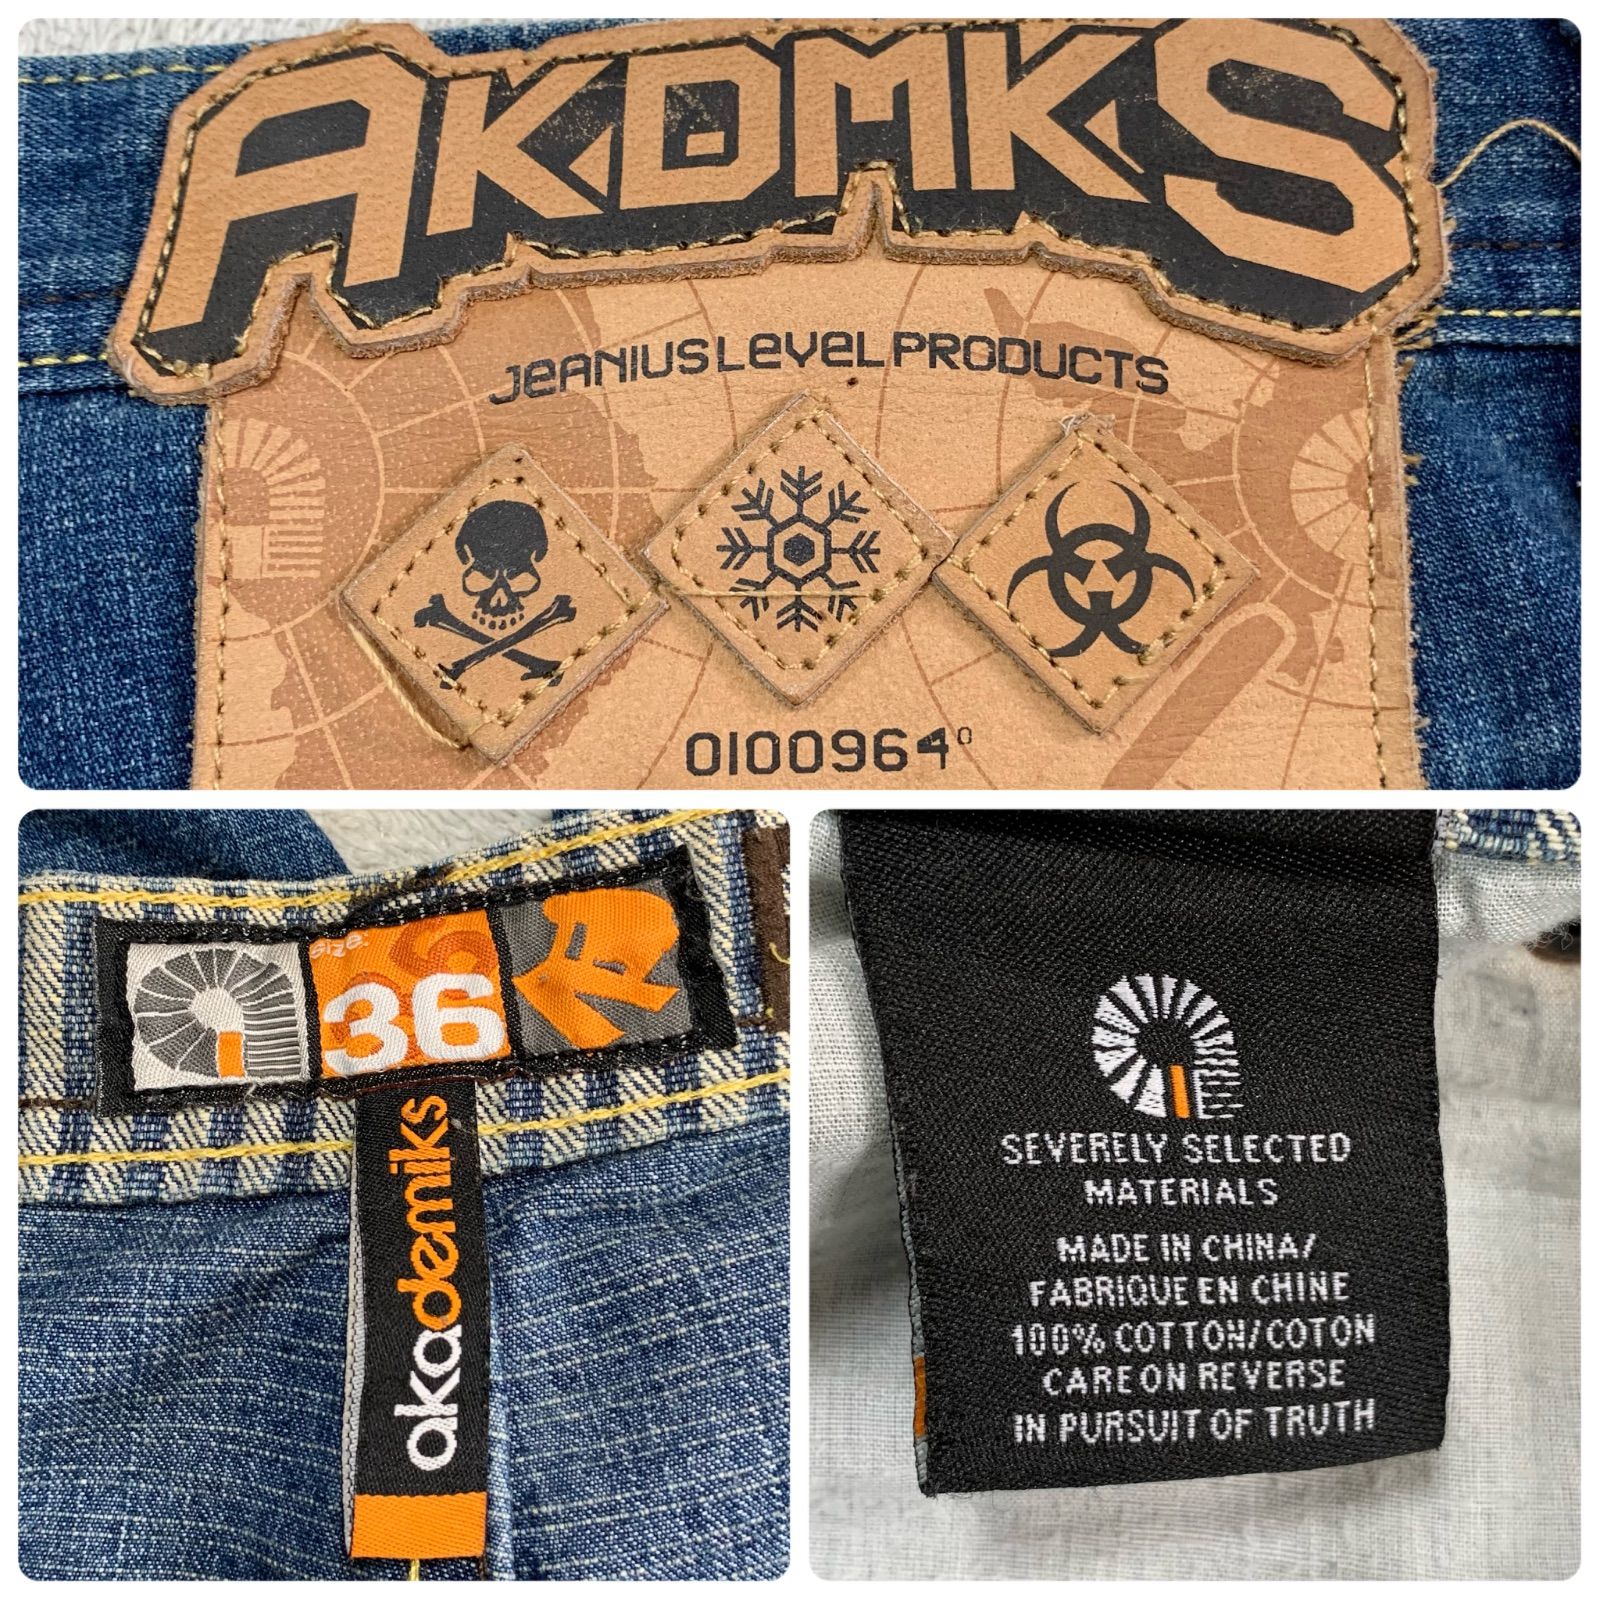 AKDMKS
JEANIUS LEVEL PRODUCTS
0100964⁰
size:
36
akademiks
SEVERELY SELECTED
MATERIALS
MADE IN CHINA/
FABRIQUE EN CHINE
100% COTTON/COTON
CARE ON REVERSE
IN PURSUIT OF TRUTH